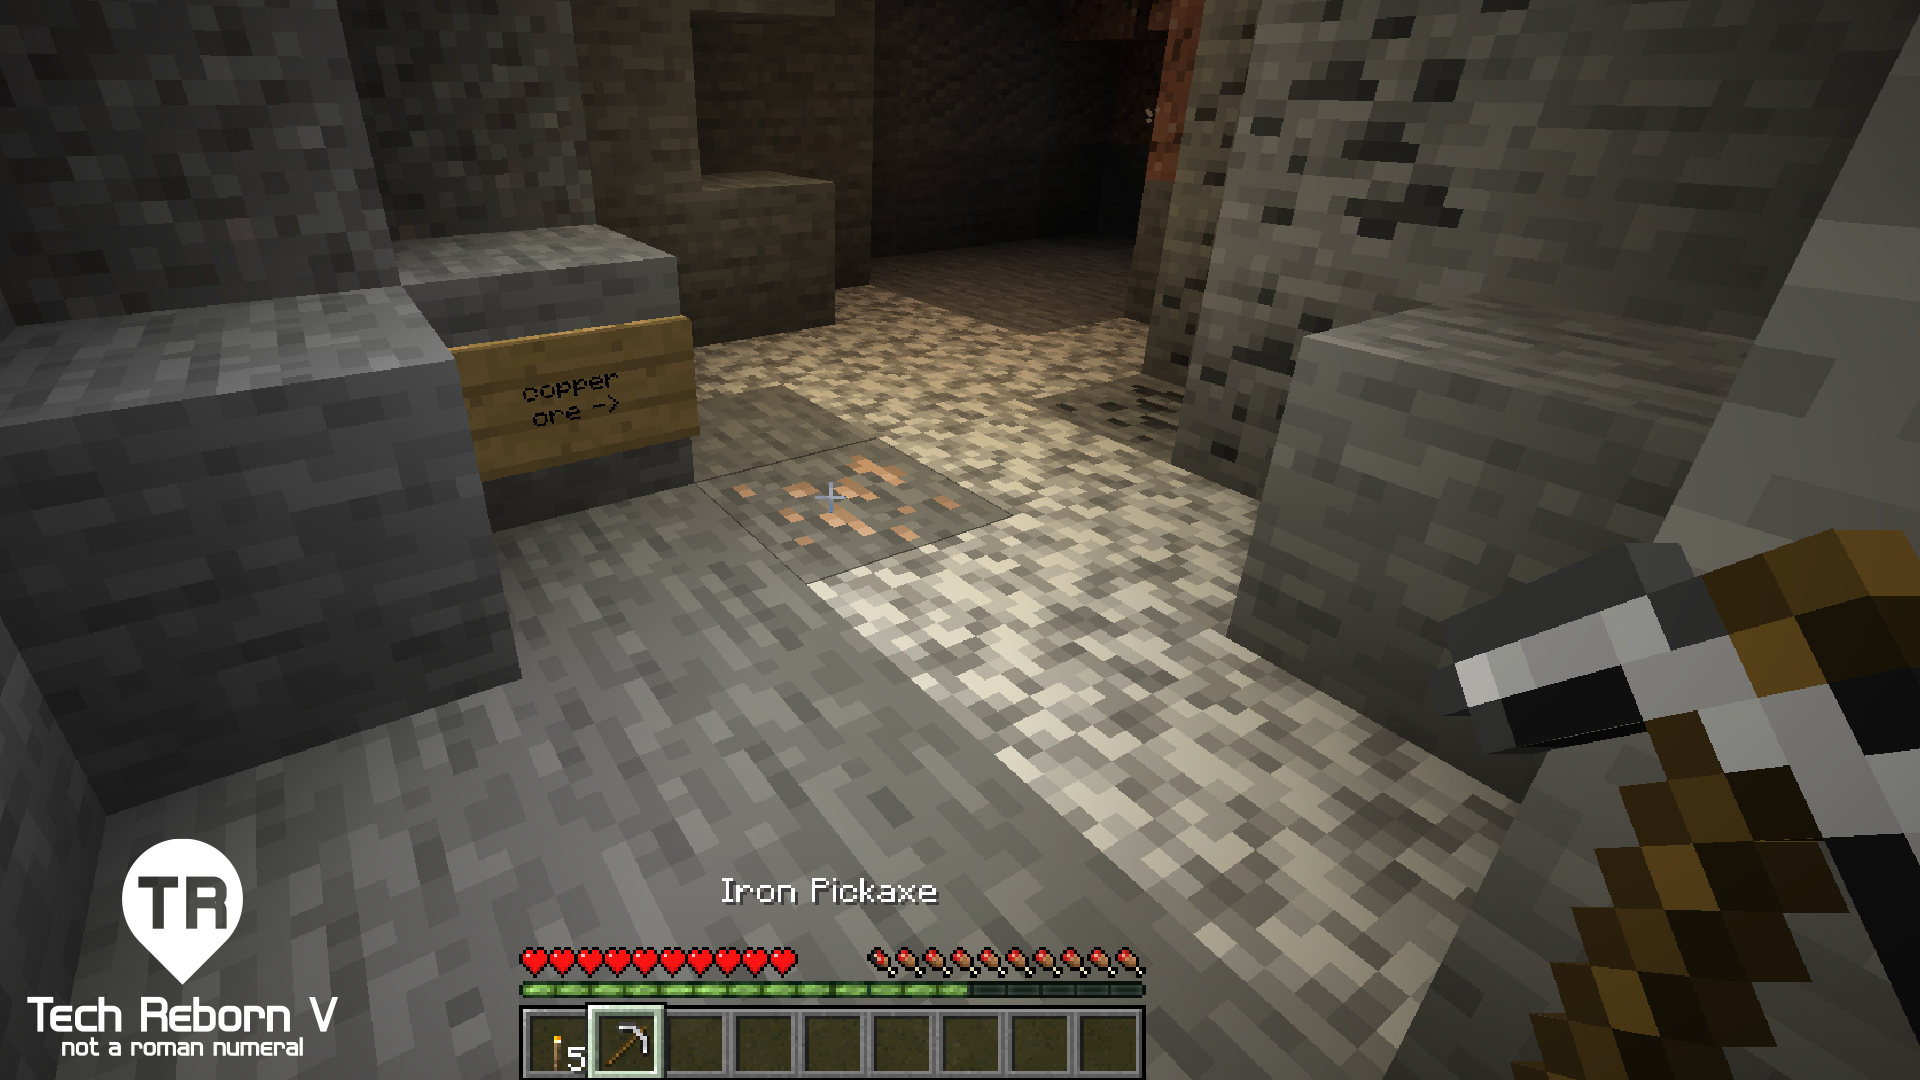 copper
ore ->
Iron Pickaxe
5
TR
Tech Reborn V
not a roman numeral